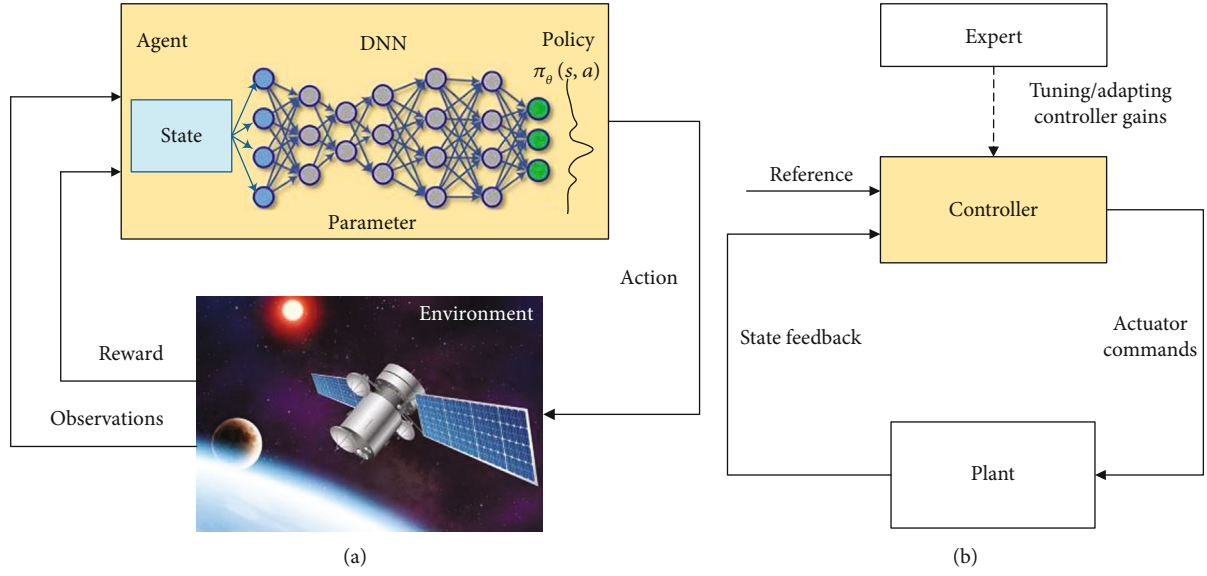 Agent
DNN
Policy
π_θ (s, a)
State
Parameter
Action
Environment
Reward
Observations
(a)
Expert
Tuning/adapting
controller gains
Reference
Controller
State feedback
Actuator
commands
Plant
(b)